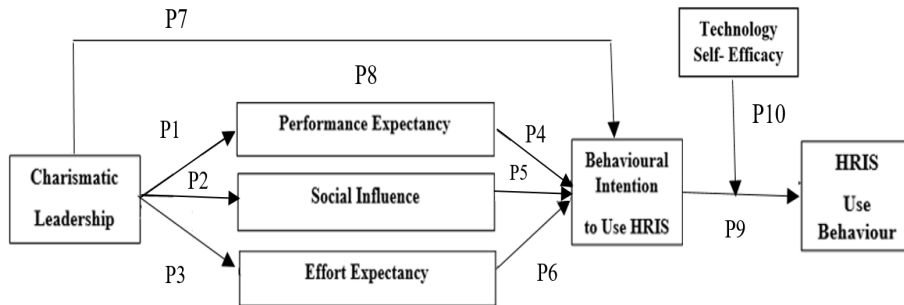 P7
Technology
Self- Efficacy
P8
P10
P1
Performance Expectancy
P4
Charismatic
Leadership
P2
Social Influence
P5
Behavioural
Intention
to Use HRIS
HRIS
Use
Behaviour
P9
P3
Effort Expectancy
P6